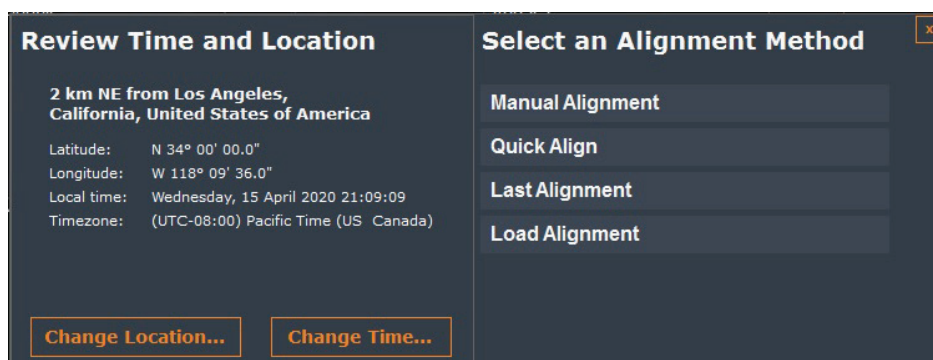 Review Time and Location
2 km NE from Los Angeles,
California, United States of America
Latitude: N 34° 00' 00.0"
Longitude: W 118° 09' 36.0"
Local time: Wednesday, 15 April 2020 21:09:09
Timezone: (UTC-08:00) Pacific Time (US Canada)
Change Location...
Change Time...
Select an Alignment Method
x
Manual Alignment
Quick Align
Last Alignment
Load Alignment